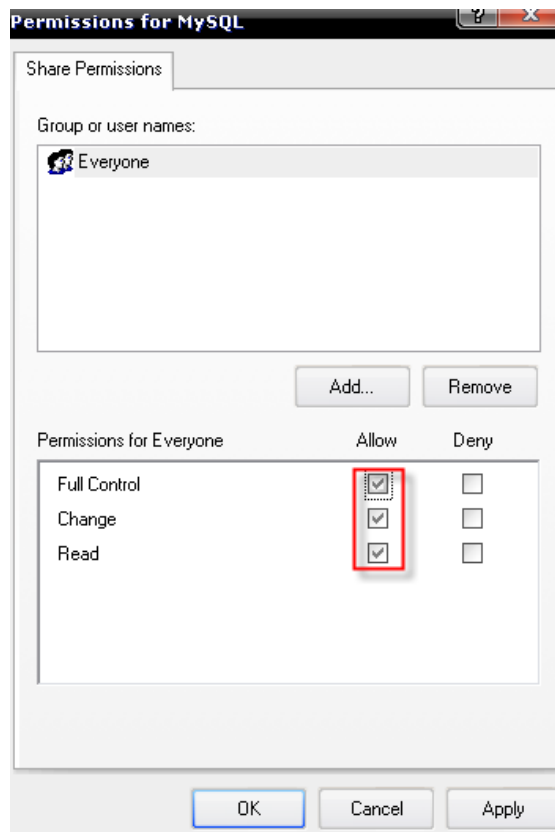 Permissions for MySQL
Share Permissions
Group or user names:
Everyone
Add... Remove
Permissions for Everyone Allow Deny
Full Control
Change
Read
OK Cancel Apply